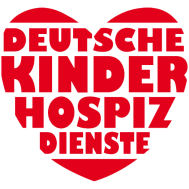 DEUTSCHE
KINDER
HOSPIZ
DIENSTE